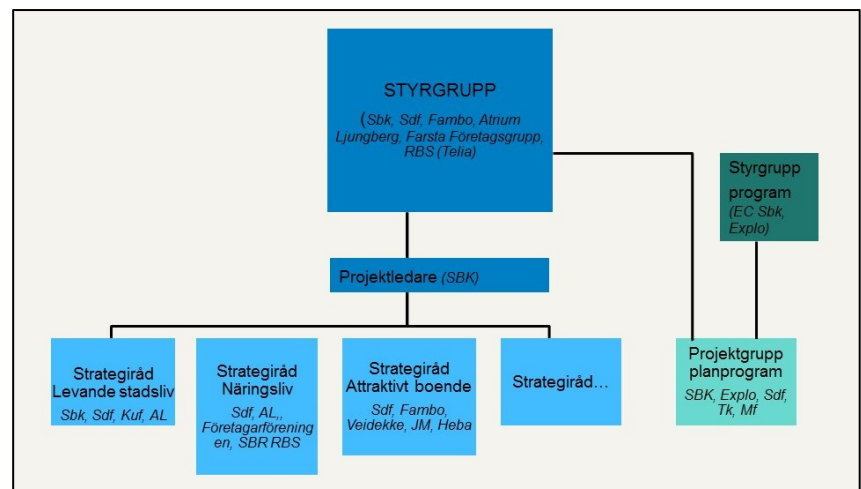 STYRGRUPP
(Sbk, Sdf, Fambo, Atrium
Ljungberg, Farsta Företagsgrupp,
RBS (Telia)
Styrgrupp
program
(EC Sbk,
Explo)
Projektledare (SBK)
Strategiråd
Levande stadsliv
Sbk, Sdf, Kuf, AL
Strategiråd
Näringsliv
Sdf, AL,,
Företagarförening
en, SBR RBS
Strategiråd
Attraktivt boende
Sdf, Fambo,
Veidekke, JM, Heba
Strategiråd…
Projektgrupp
planprogram
SBK, Explo, Sdf,
Tk, Mf